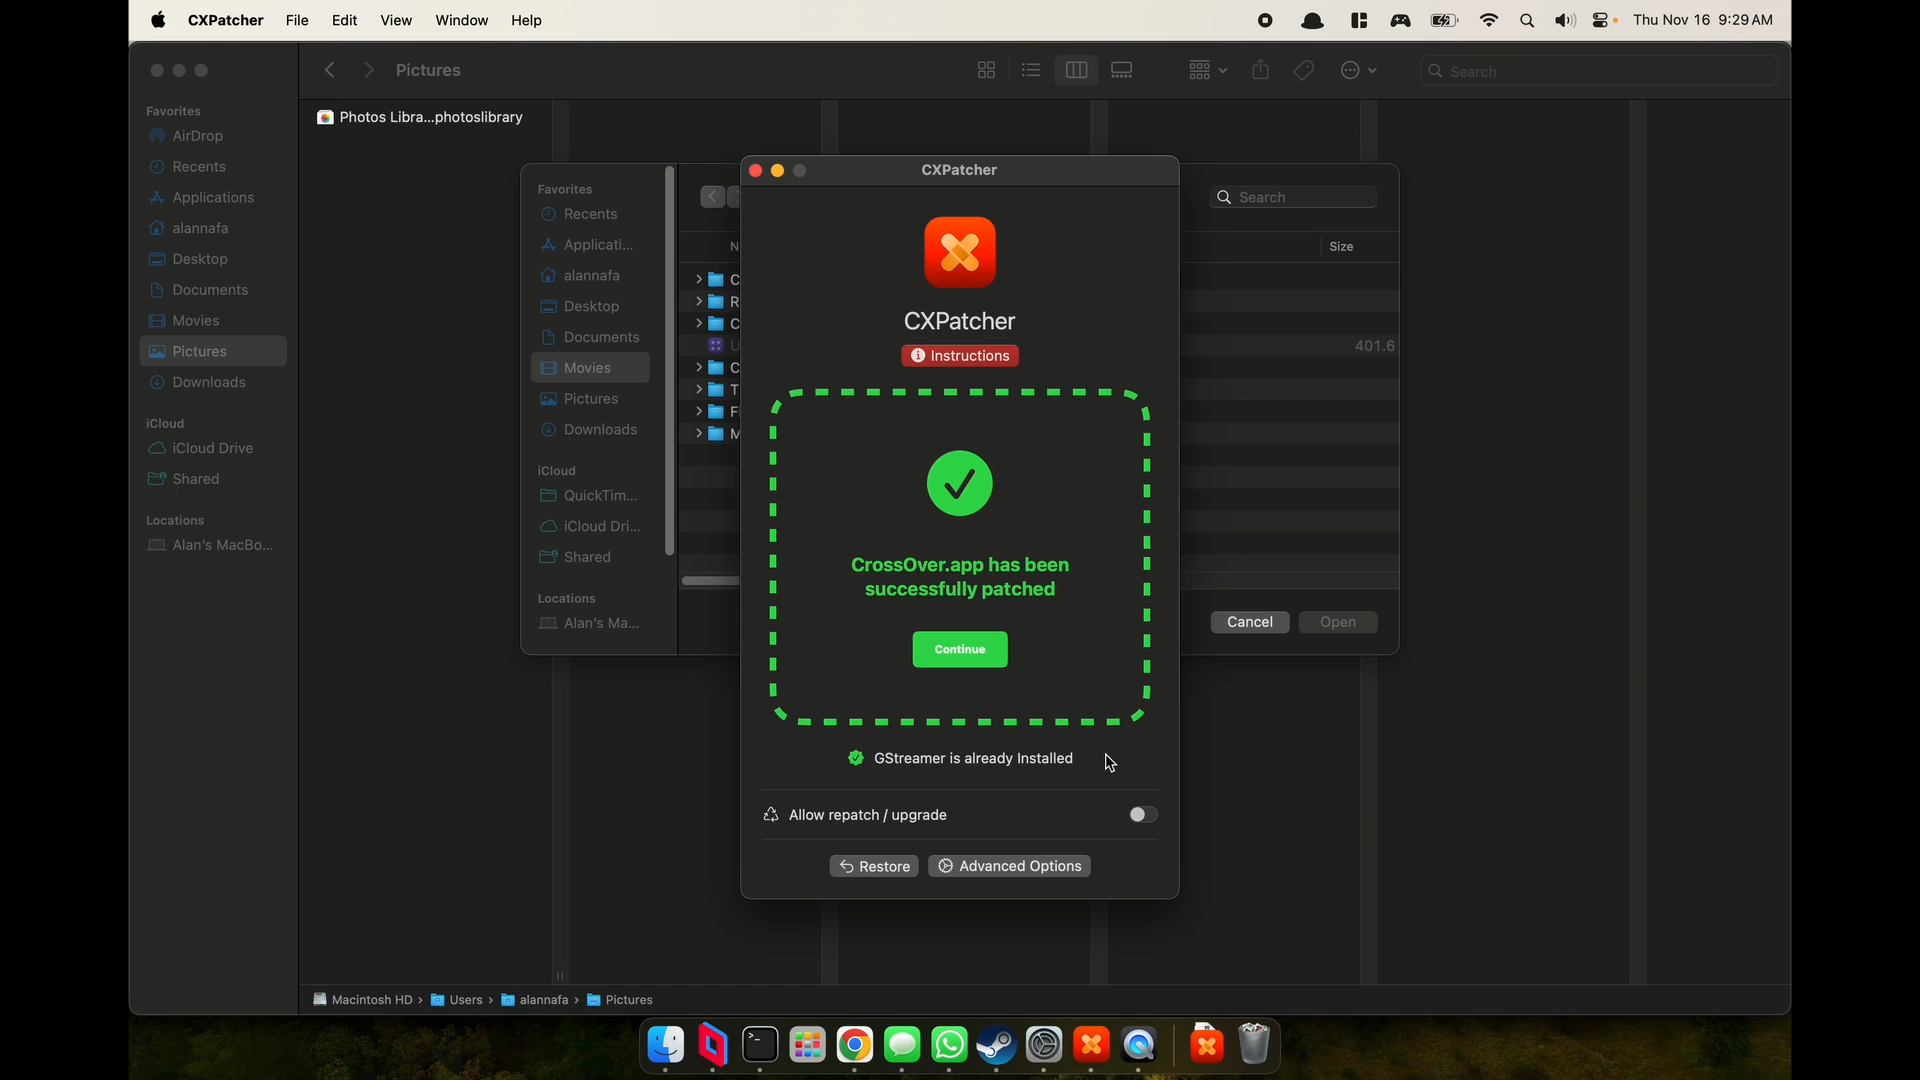 CXPatcher File Edit View Window Help Thu Nov 16 9:29 AM
Pictures
Search
Favorites
AirDrop
Recents
Applications
alannafa
Desktop
Documents
Movies
Pictures
Downloads
iCloud
iCloud Drive
Shared
Locations
Alan's MacBo...
Photos Libra...photoslibrary
Favorites
Recents
Applicati...
alannafa
Desktop
Documents
Movies
Pictures
Downloads
iCloud
QuickTim...
iCloud Dri...
Shared
Locations
Alan's Ma...
Search
Size
401.6
Cancel Open
CXPatcher
CXPatcher
Instructions
CrossOver.app has been
successfully patched
Continue
GStreamer is already Installed
Allow repatch / upgrade
Restore Advanced Options
Macintosh HD › Users › alannafa › Pictures